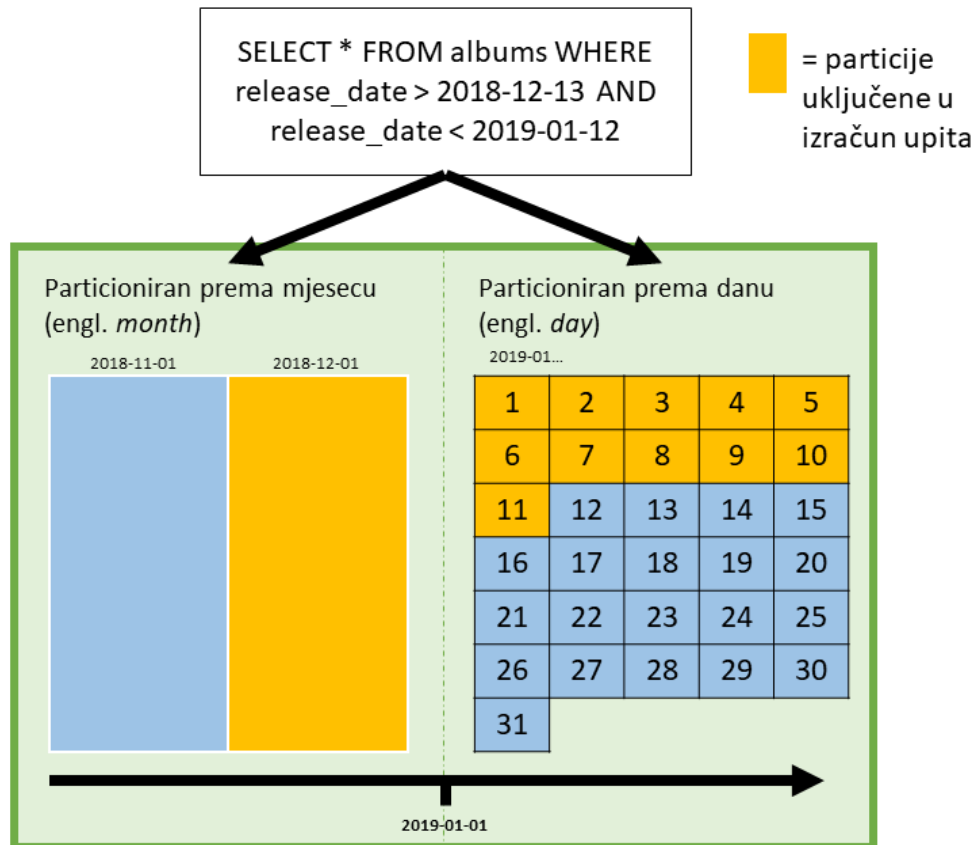 SELECT * FROM albums WHERE
release_date > 2018-12-13 AND
release_date < 2019-01-12
= particije
uključene u
izračun upita
Particioniran prema mjesecu
(engl. month)
2018-11-01
2018-12-01
Particioniran prema danu
(engl. day)
2019-01...
1 2 3 4 5
6 7 8 9 10
11 12 13 14 15
16 17 18 19 20
21 22 23 24 25
26 27 28 29 30
31
2019-01-01